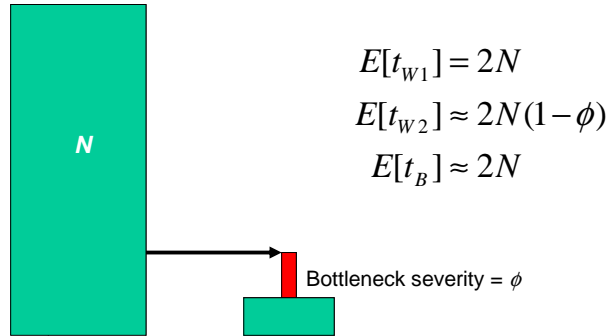 N
E[t_{W1}] = 2N
E[t_{W2}] ≈ 2N(1−ϕ)
E[t_B] ≈ 2N
Bottleneck severity = ϕ